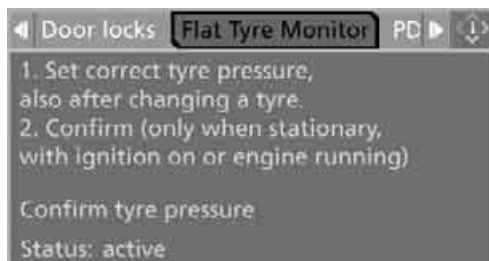 Door locks Flat Tyre Monitor PD
1. Set correct tyre pressure,
also after changing a tyre.
2. Confirm (only when stationary,
with ignition on or engine running)
Confirm tyre pressure
Status: active